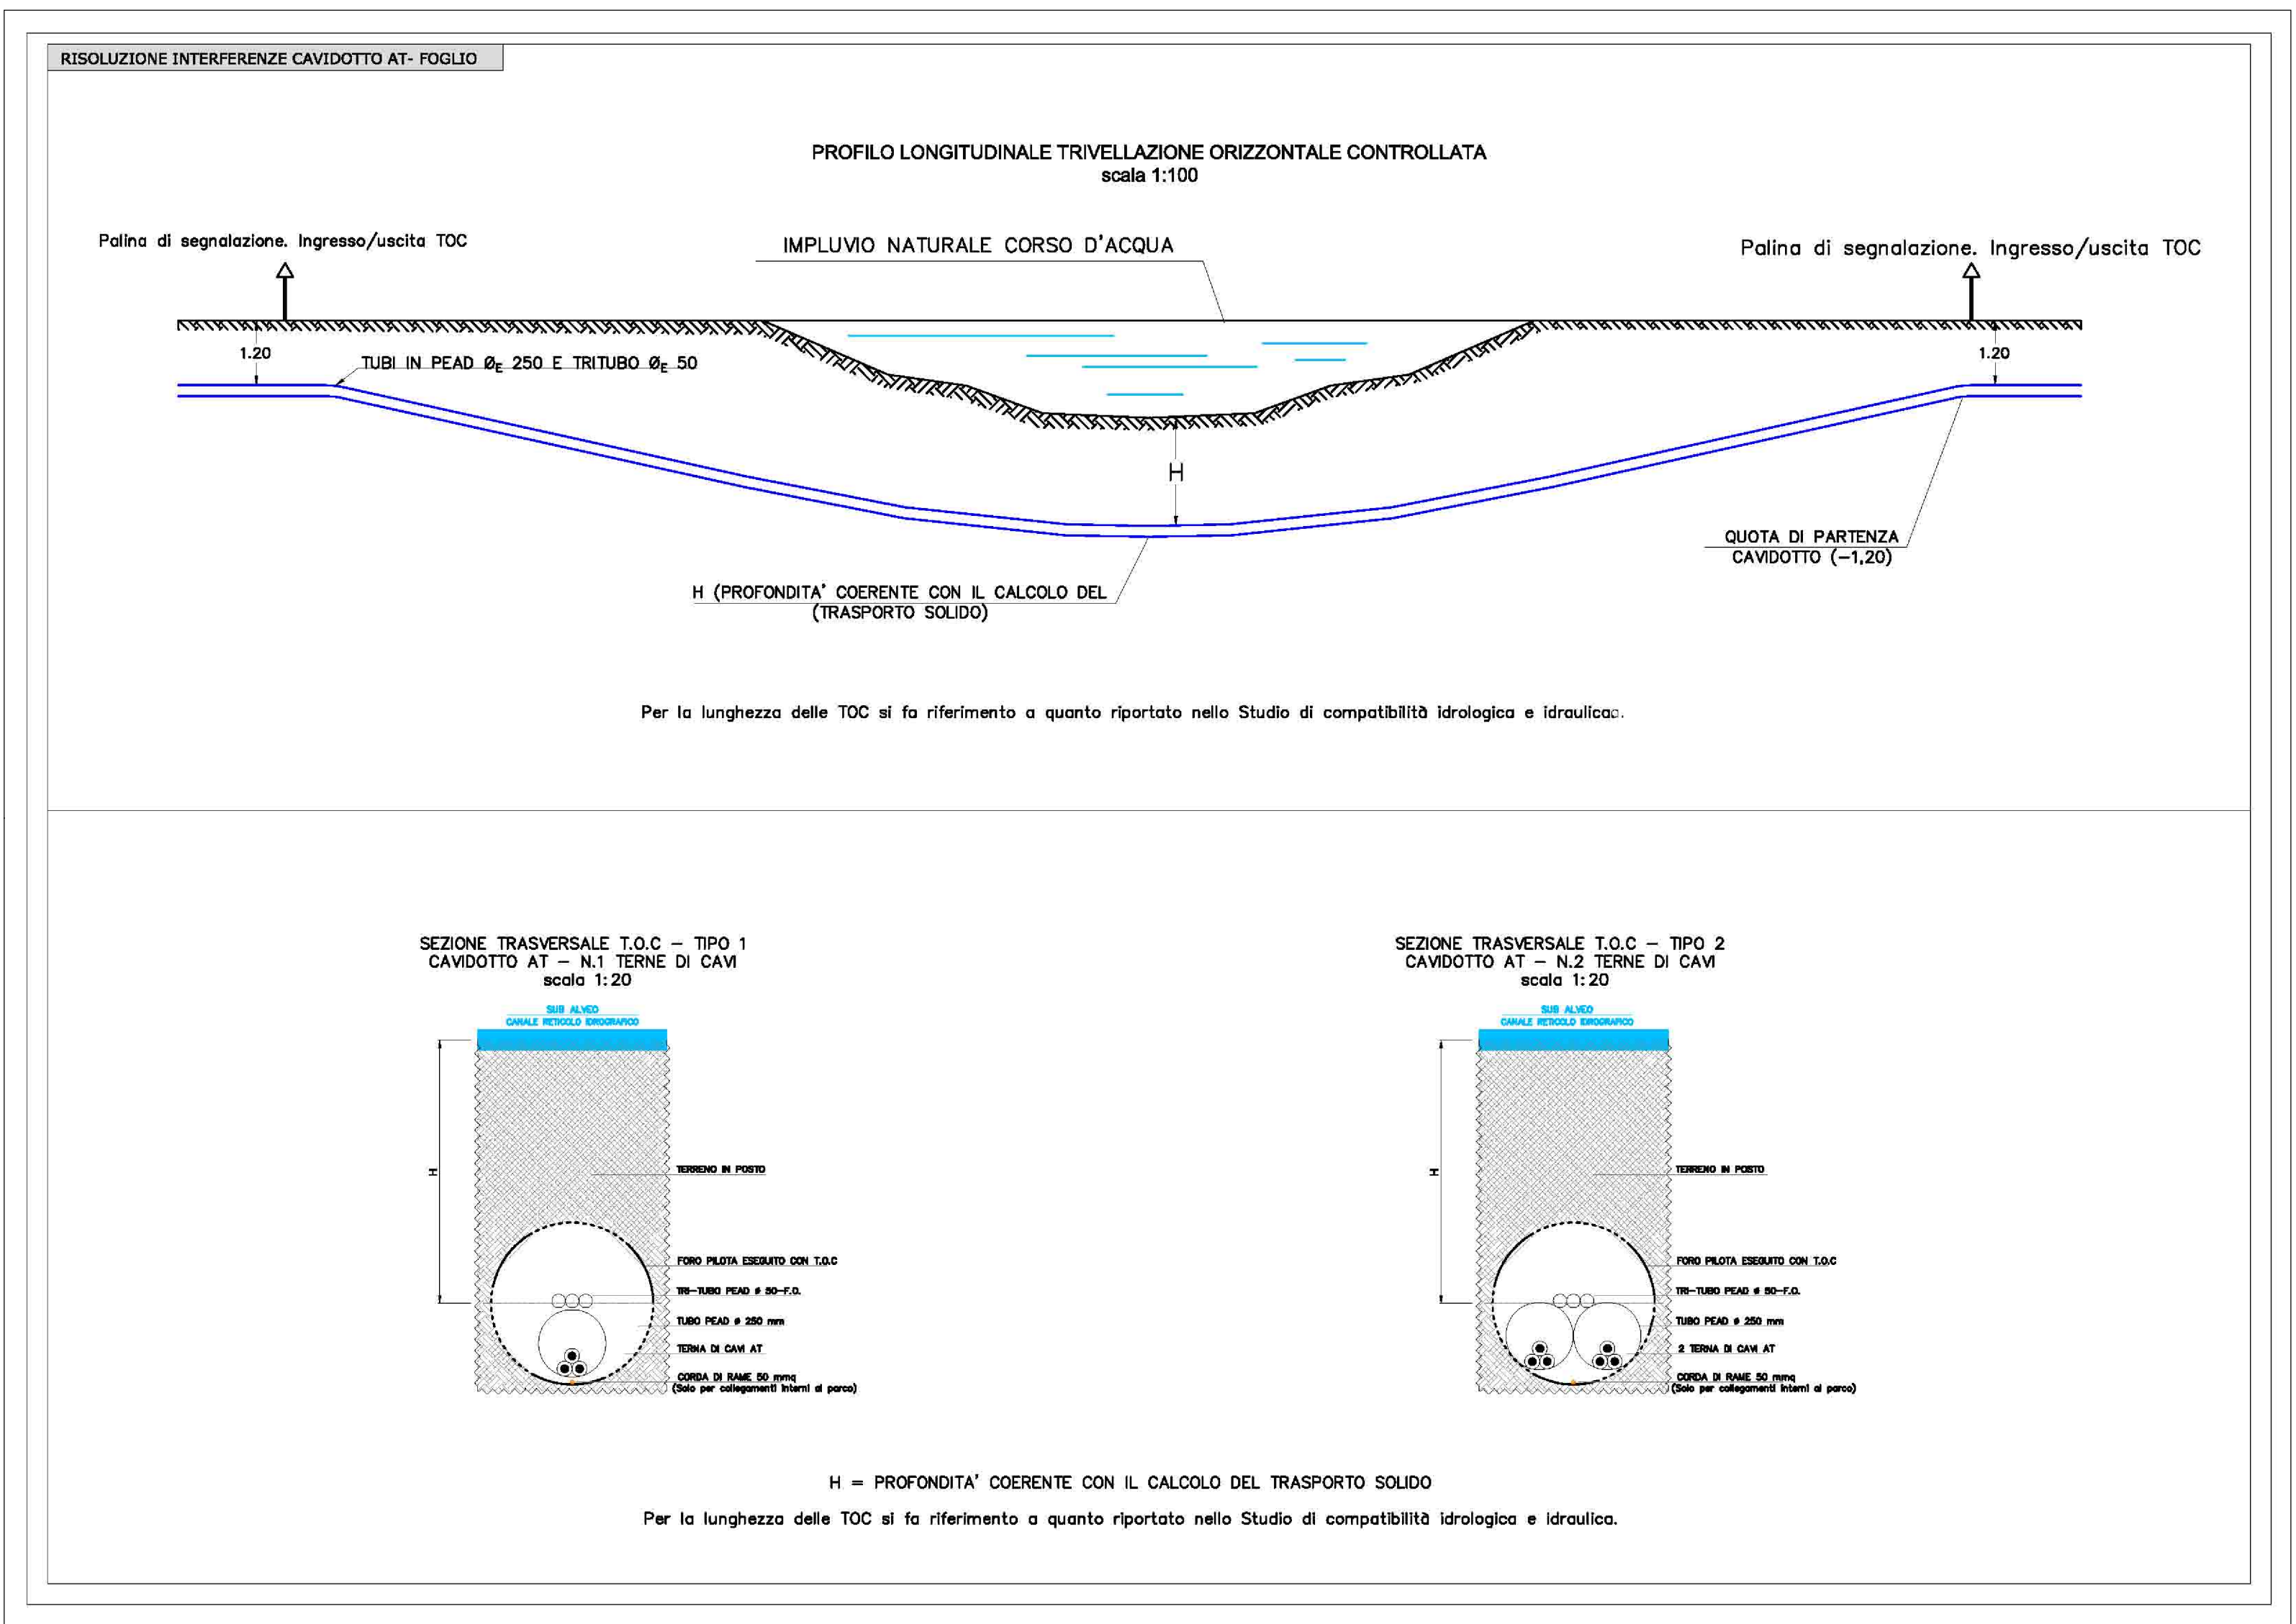 RISOLUZIONE INTERFERENZE CAVIDOTTO AT- FOGLIO
PROFILO LONGITUDINALE TRIVELLAZIONE ORIZZONTALE CONTROLLATA
scala 1:100
Palina di segnalazione. Ingresso/uscita TOC
IMPLUVIO NATURALE CORSO D'ACQUA
Palina di segnalazione. Ingresso/uscita TOC
1.20
TUBI IN PEAD ØE 250 E TRITUBO ØE 50
1.20
H
QUOTA DI PARTENZA
CAVIDOTTO (-1,20)
H (PROFONDITA' COERENTE CON IL CALCOLO DEL
(TRASPORTO SOLIDO)
Per la lunghezza delle TOC si fa riferimento a quanto riportato nello Studio di compatibilità idrologica e idraulicaa.
SEZIONE TRASVERSALE T.O.C – TIPO 1
CAVIDOTTO AT – N.1 TERNE DI CAVI
scala 1:20
SUB ALVEO
CANALE RETICOLO IDROGRAFICO
H
TERRENO IN POSTO
FORO PILOTA ESEGUITO CON T.O.C
TRI-TUBO PEAD ø 50-F.O.
TUBO PEAD ø 250 mm
TERNA DI CAVI AT
CORDA DI RAME 50 mmq
(Solo per collegamenti interni al parco)
SEZIONE TRASVERSALE T.O.C – TIPO 2
CAVIDOTTO AT – N.2 TERNE DI CAVI
scala 1:20
SUB ALVEO
CANALE RETICOLO IDROGRAFICO
H
TERRENO IN POSTO
FORO PILOTA ESEGUITO CON T.O.C
TRI-TUBO PEAD ø 50-F.O.
TUBO PEAD ø 250 mm
2 TERNA DI CAVI AT
CORDA DI RAME 50 mmq
(Solo per collegamenti interni al parco)
H = PROFONDITA' COERENTE CON IL CALCOLO DEL TRASPORTO SOLIDO
Per la lunghezza delle TOC si fa riferimento a quanto riportato nello Studio di compatibilità idrologica e idraulica.